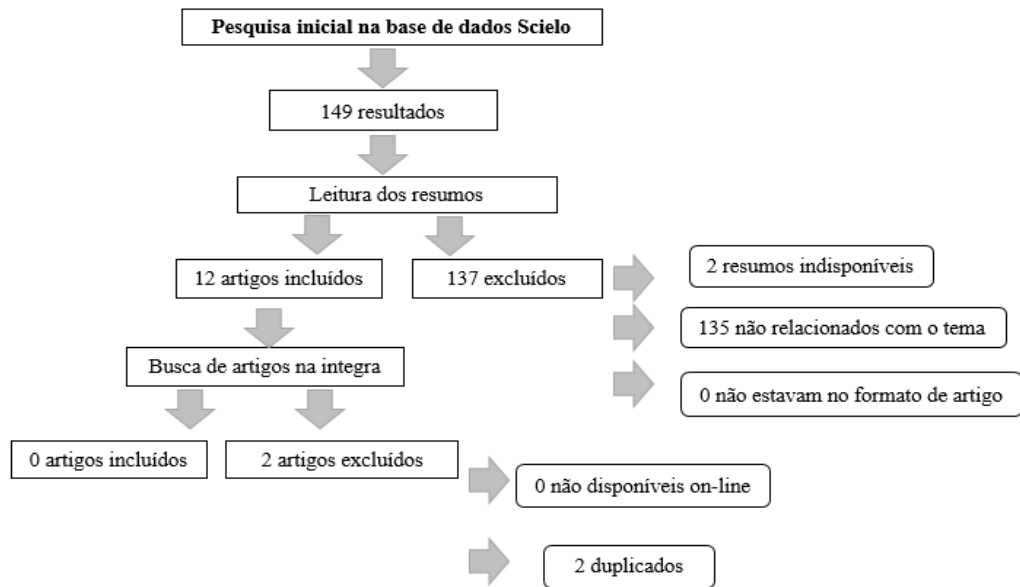 Pesquisa inicial na base de dados Scielo
149 resultados
Leitura dos resumos
12 artigos incluídos
137 excluídos
2 resumos indisponíveis
135 não relacionados com o tema
0 não estavam no formato de artigo
Busca de artigos na integra
0 artigos incluídos
2 artigos excluídos
0 não disponíveis on-line
2 duplicados